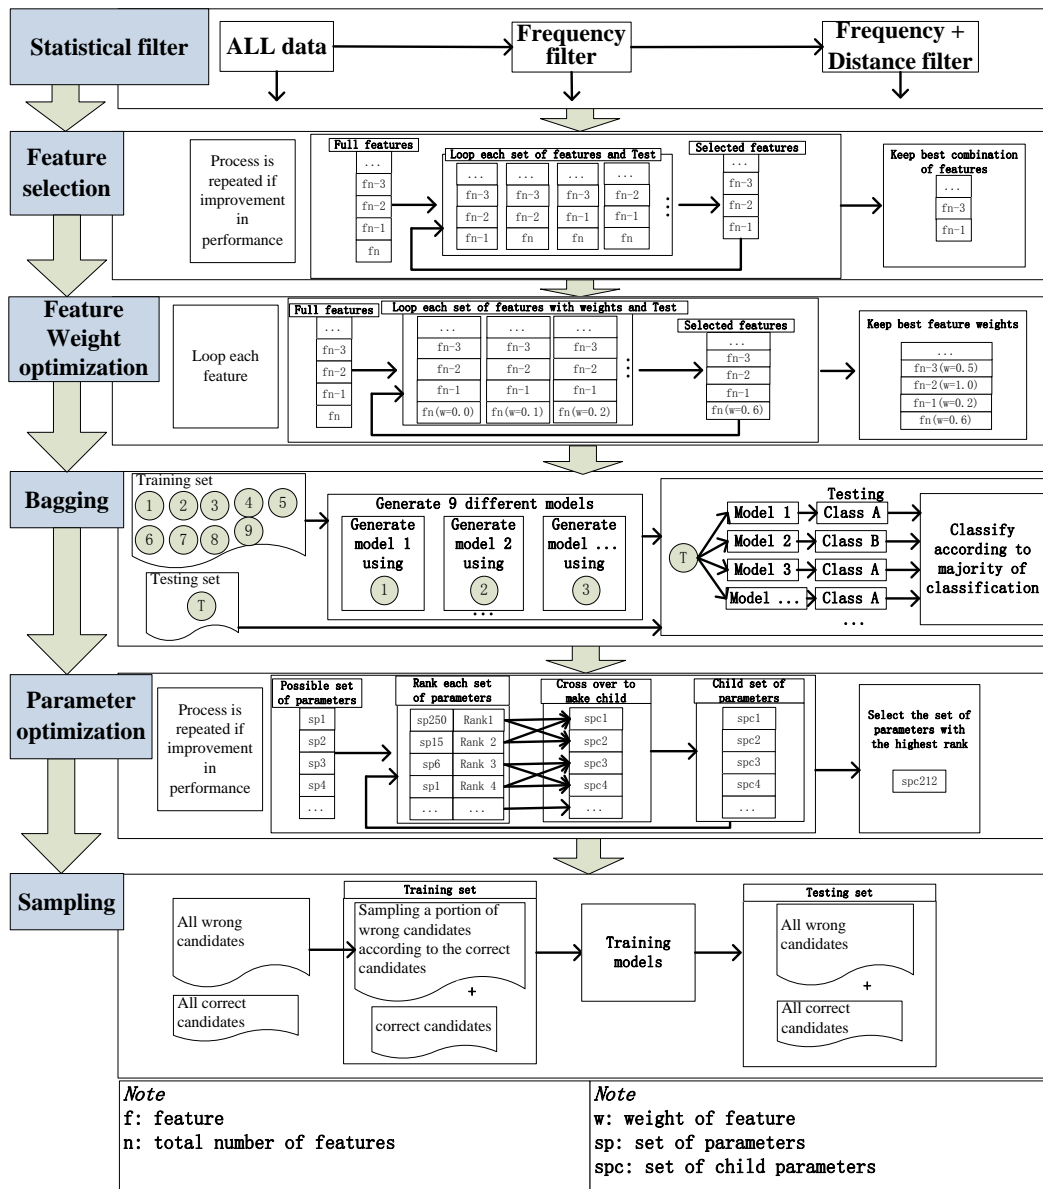 Statistical filter
ALL data
Frequency
filter
Frequency +
Distance filter
Feature
selection
Process is
repeated if
improvement
in
performance
Full features
...
fn-3
fn-2
fn-1
fn
Loop each set of features and Test
... ... ... ...
fn-3 fn-3 fn-3 fn-2
fn-2 fn-2 fn-1 fn-1
fn-1 fn fn fn
...
Selected features
...
fn-3
fn-2
fn-1
Keep best combination
of features
...
fn-3
fn-1
Feature
Weight
optimization
Loop each
feature
Full features
...
fn-3
fn-2
fn-1
fn
Loop each set of features with weights and Test
... ... ...
fn-3 fn-3 fn-3
fn-2 fn-2 fn-2
fn-1 fn-1 fn-1
fn(w=0.0) fn(w=0.1) fn(w=0.2)
...
Selected features
...
fn-3
fn-2
fn-1
fn(w=0.6)
Keep best feature weights
...
fn-3(w=0.5)
fn-2(w=1.0)
fn-1(w=0.2)
fn(w=0.6)
Bagging
Training set
1 2 3 4 5
6 7 8 9
Testing set
T
Generate 9 different models
Generate
model 1
using
1
Generate
model 2
using
2
Generate
model ...
using
3
...
Testing
T
Model 1 Class A
Model 2 Class B
Model 3 Class A
Model ... Class A
...
Classify
according to
majority of
classification
Parameter
optimization
Process is
repeated if
improvement
in
performance
Possible set
of parameters
sp1
sp2
sp3
sp4
...
Rank each set
of parameters
sp250 Rank1
sp15 Rank 2
sp6 Rank 3
sp1 Rank 4
... ...
Cross over to
make child
spc1
spc2
spc3
spc4
...
Child set of
parameters
spc1
spc2
spc3
spc4
...
Select the set of
parameters with
the highest rank
spc212
Sampling
All wrong
candidates
All correct
candidates
Training set
Sampling a portion of
wrong candidates
according to the correct
candidates
+
correct candidates
Training
models
Testing set
All wrong
candidates
+
All correct
candidates
Note
f: feature
n: total number of features
Note
w: weight of feature
sp: set of parameters
spc: set of child parameters